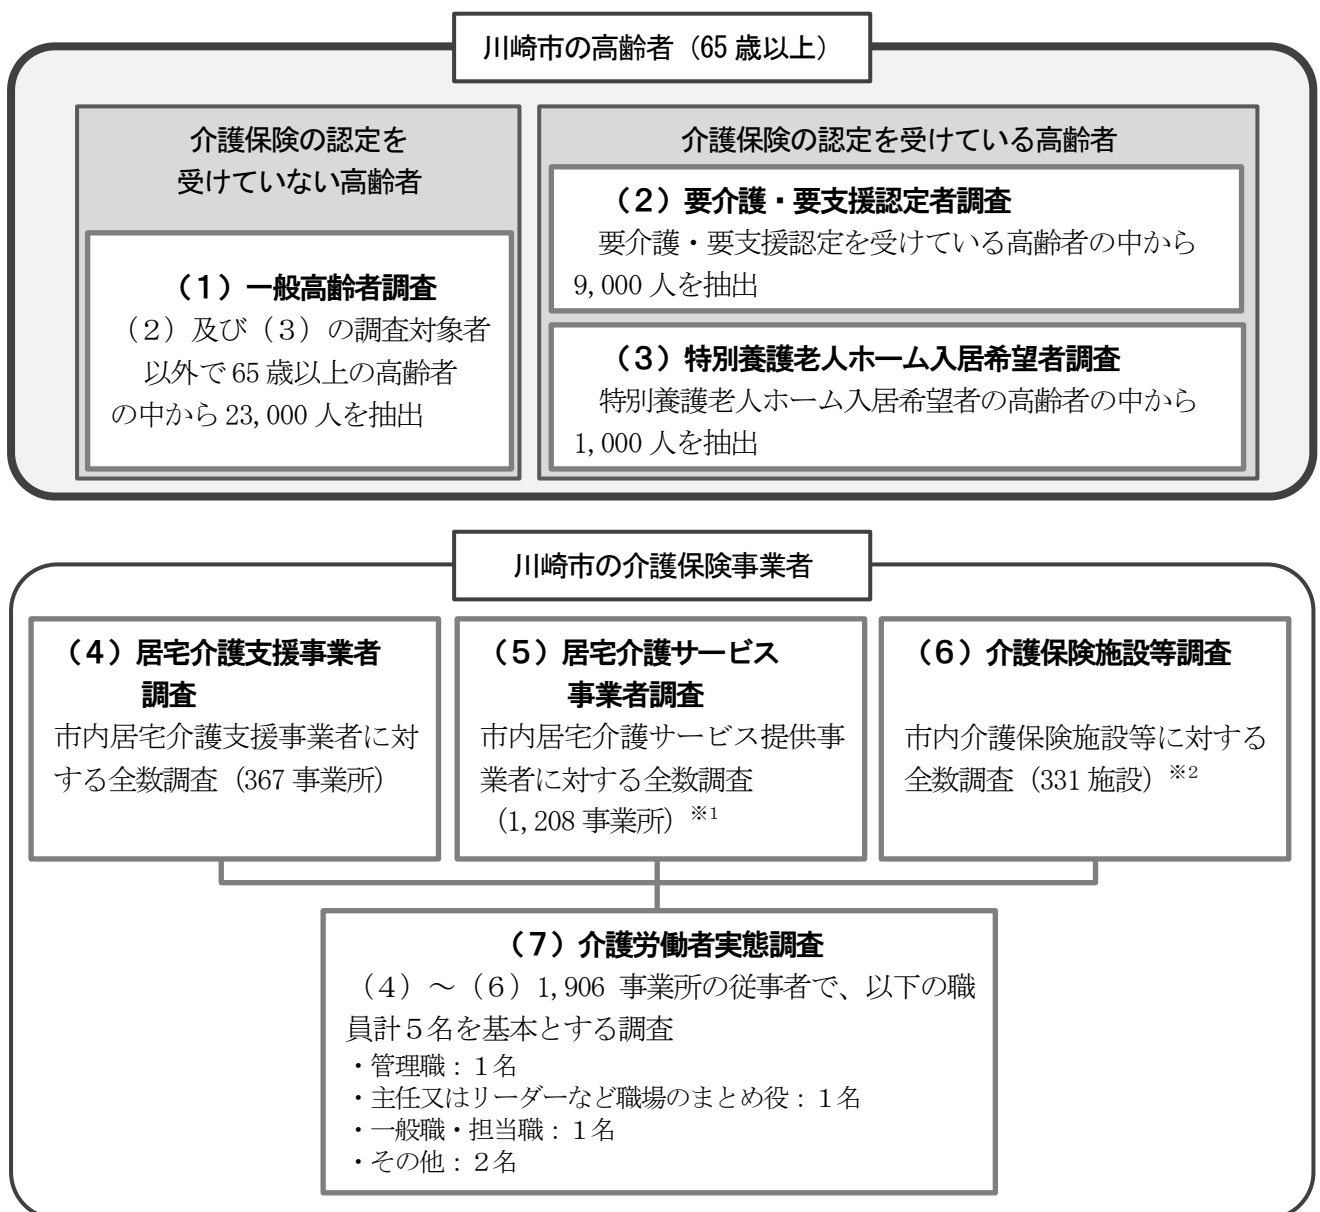 川崎市の高齢者（65 歳以上）
介護保険の認定を
受けていない高齢者
（１）一般高齢者調査
（２）及び（３）の調査対象者
以外で 65 歳以上の高齢者
の中から 23,000 人を抽出
介護保険の認定を受けている高齢者
（２）要介護・要支援認定者調査
要介護・要支援認定を受けている高齢者の中から
9,000 人を抽出
（３）特別養護老人ホーム入居希望者調査
特別養護老人ホーム入居希望者の高齢者の中から
1,000 人を抽出
川崎市の介護保険事業者
（４）居宅介護支援事業者
調査
市内居宅介護支援事業者に対
する全数調査（367 事業所）
（５）居宅介護サービス
事業者調査
市内居宅介護サービス提供事
業者に対する全数調査
（1,208 事業所）※1
（６）介護保険施設等調査
市内介護保険施設等に対する
全数調査（331 施設）※2
（７）介護労働者実態調査
（４）～（６）1,906 事業所の従事者で、以下の職
員計５名を基本とする調査
・管理職：１名
・主任又はリーダーなど職場のまとめ役：１名
・一般職・担当職：１名
・その他：２名